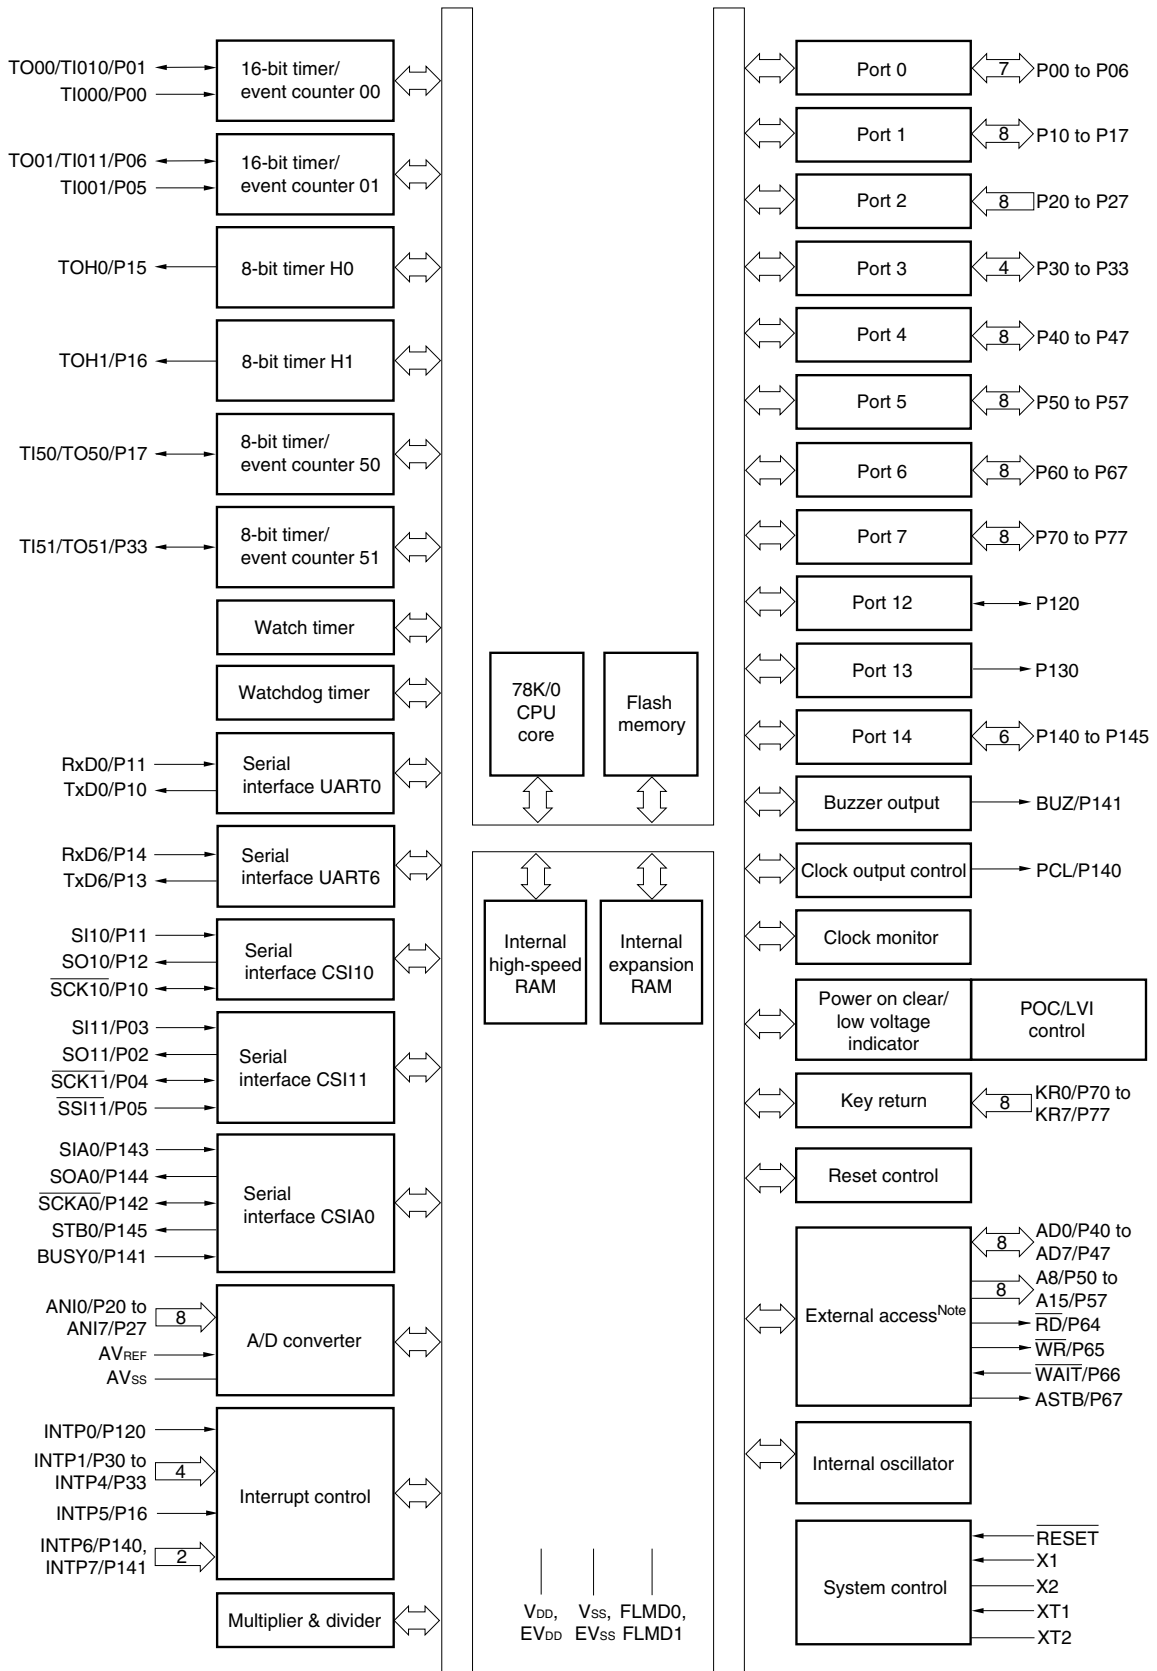 TO00/TI010/P01
TI000/P00
16-bit timer/
event counter 00
TO01/TI011/P06
TI001/P05
16-bit timer/
event counter 01
TOH0/P15
8-bit timer H0
TOH1/P16
8-bit timer H1
TI50/TO50/P17
8-bit timer/
event counter 50
TI51/TO51/P33
8-bit timer/
event counter 51
Watch timer
Watchdog timer
RxD0/P11
TxD0/P10
Serial
interface UART0
RxD6/P14
TxD6/P13
Serial
interface UART6
SI10/P11
SO10/P12
SCK10/P10
Serial
interface CSI10
SI11/P03
SO11/P02
SCK11/P04
SSI11/P05
Serial
interface CSI11
SIA0/P143
SOA0/P144
SCKA0/P142
STB0/P145
BUSY0/P141
Serial
interface CSIA0
ANI0/P20 to
ANI7/P27
8
AVREF
AVSS
A/D converter
INTP0/P120
INTP1/P30 to
INTP4/P33
4
INTP5/P16
INTP6/P140,
INTP7/P141
2
Interrupt control
Multiplier & divider
78K/0
CPU
core
Flash
memory
Internal
high-speed
RAM
Internal
expansion
RAM
VDD,
EVDD
VSS,
EVSS
FLMD0,
FLMD1
Port 0
7
P00 to P06
Port 1
8
P10 to P17
Port 2
8
P20 to P27
Port 3
4
P30 to P33
Port 4
8
P40 to P47
Port 5
8
P50 to P57
Port 6
8
P60 to P67
Port 7
8
P70 to P77
Port 12
P120
Port 13
P130
Port 14
6
P140 to P145
Buzzer output
BUZ/P141
Clock output control
PCL/P140
Clock monitor
Power on clear/
low voltage
indicator
POC/LVI
control
Key return
8
KR0/P70 to
KR7/P77
Reset control
External accessNote
8
AD0/P40 to
AD7/P47
8
A8/P50 to
A15/P57
RD/P64
WR/P65
WAIT/P66
ASTB/P67
Internal oscillator
System control
RESET
X1
X2
XT1
XT2